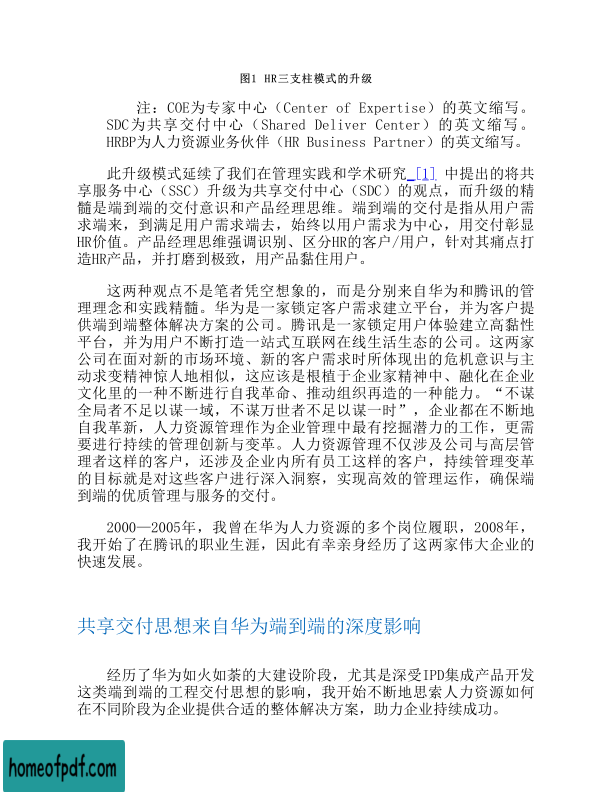 图1 HR三支柱模式的升级
注：COE为专家中心（Center of Expertise）的英文缩写。
SDC为共享交付中心（Shared Deliver Center）的英文缩写。
HRBP为人力资源业务伙伴（HR Business Partner）的英文缩写。
此升级模式延续了我们在管理实践和学术研究 [1] 中提出的将共
享服务中心（SSC）升级为共享交付中心（SDC）的观点，而升级的精
髓是端到端的交付意识和产品经理思维。端到端的交付是指从用户需
求端来，到满足用户需求端去，始终以用户需求为中心，用交付彰显
HR价值。产品经理思维强调识别、区分HR的客户/用户，针对其痛点打
造HR产品，并打磨到极致，用产品黏住用户。
这两种观点不是笔者凭空想象的，而是分别来自华为和腾讯的管
理理念和实践精髓。华为是一家锁定客户需求建立平台，并为客户提
供端到端整体解决方案的公司。腾讯是一家锁定用户体验建立高黏性
平台，并为用户不断打造一站式互联网在线生活生态的公司。这两家
公司在面对新的市场环境、新的客户需求时所体现出的危机意识与主
动求变精神惊人地相似，这应该是根植于企业家精神中、融化在企业
文化里的一种不断进行自我革命、推动组织再造的一种能力。“不谋
全局者不足以谋一域，不谋万世者不足以谋一时”，企业都在不断地
自我革新，人力资源管理作为企业管理中最有挖掘潜力的工作，更需
要进行持续的管理创新与变革。人力资源管理不仅涉及公司与高层管
理者这样的客户，还涉及企业内所有员工这样的客户，持续管理变革
的目标就是对这些客户进行深入洞察，实现高效的管理运作，确保端
到端的优质管理与服务的交付。
2000—2005年，我曾在华为人力资源的多个岗位履职，2008年，
我开始了在腾讯的职业生涯，因此有幸亲身经历了这两家伟大企业的
快速发展。
共享交付思想来自华为端到端的深度影响
经历了华为如火如荼的大建设阶段，尤其是深受IPD集成产品开发
这类端到端的工程交付思想的影响，我开始不断地思索人力资源如何
在不同阶段为企业提供合适的整体解决方案，助力企业持续成功。
homeofpdf.com